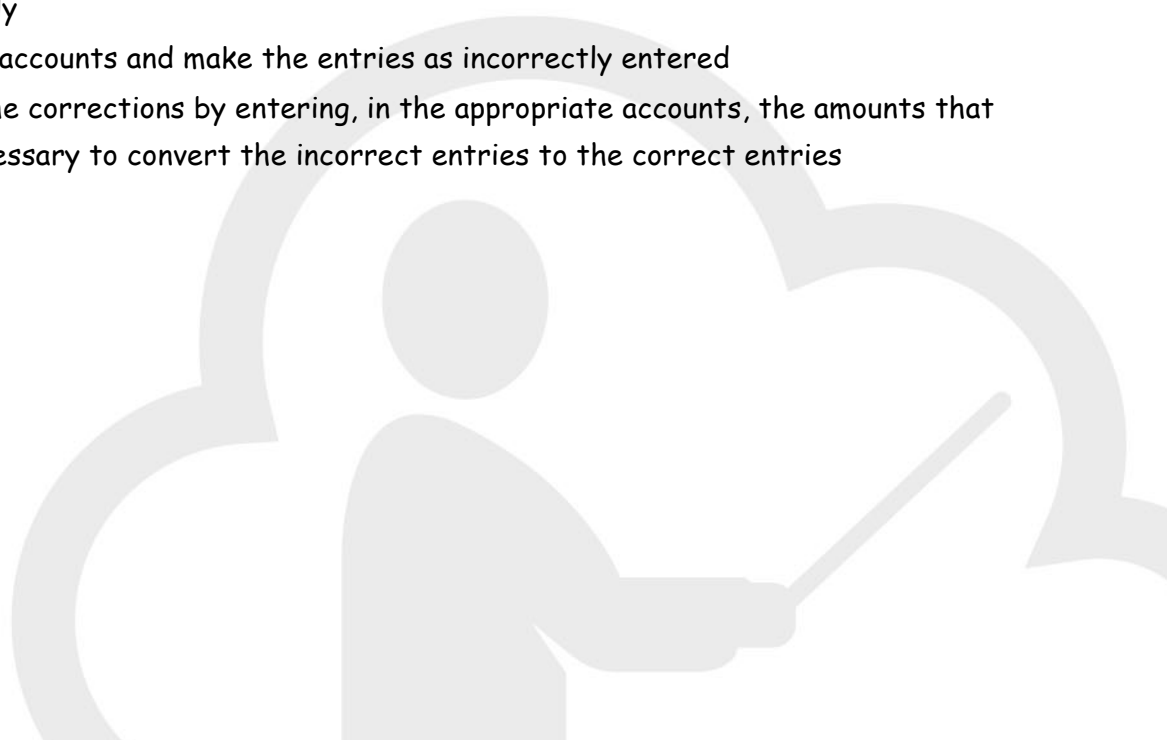 y
accounts and make the entries as incorrectly entered
e corrections by entering, in the appropriate accounts, the amounts that
essary to convert the incorrect entries to the correct entries